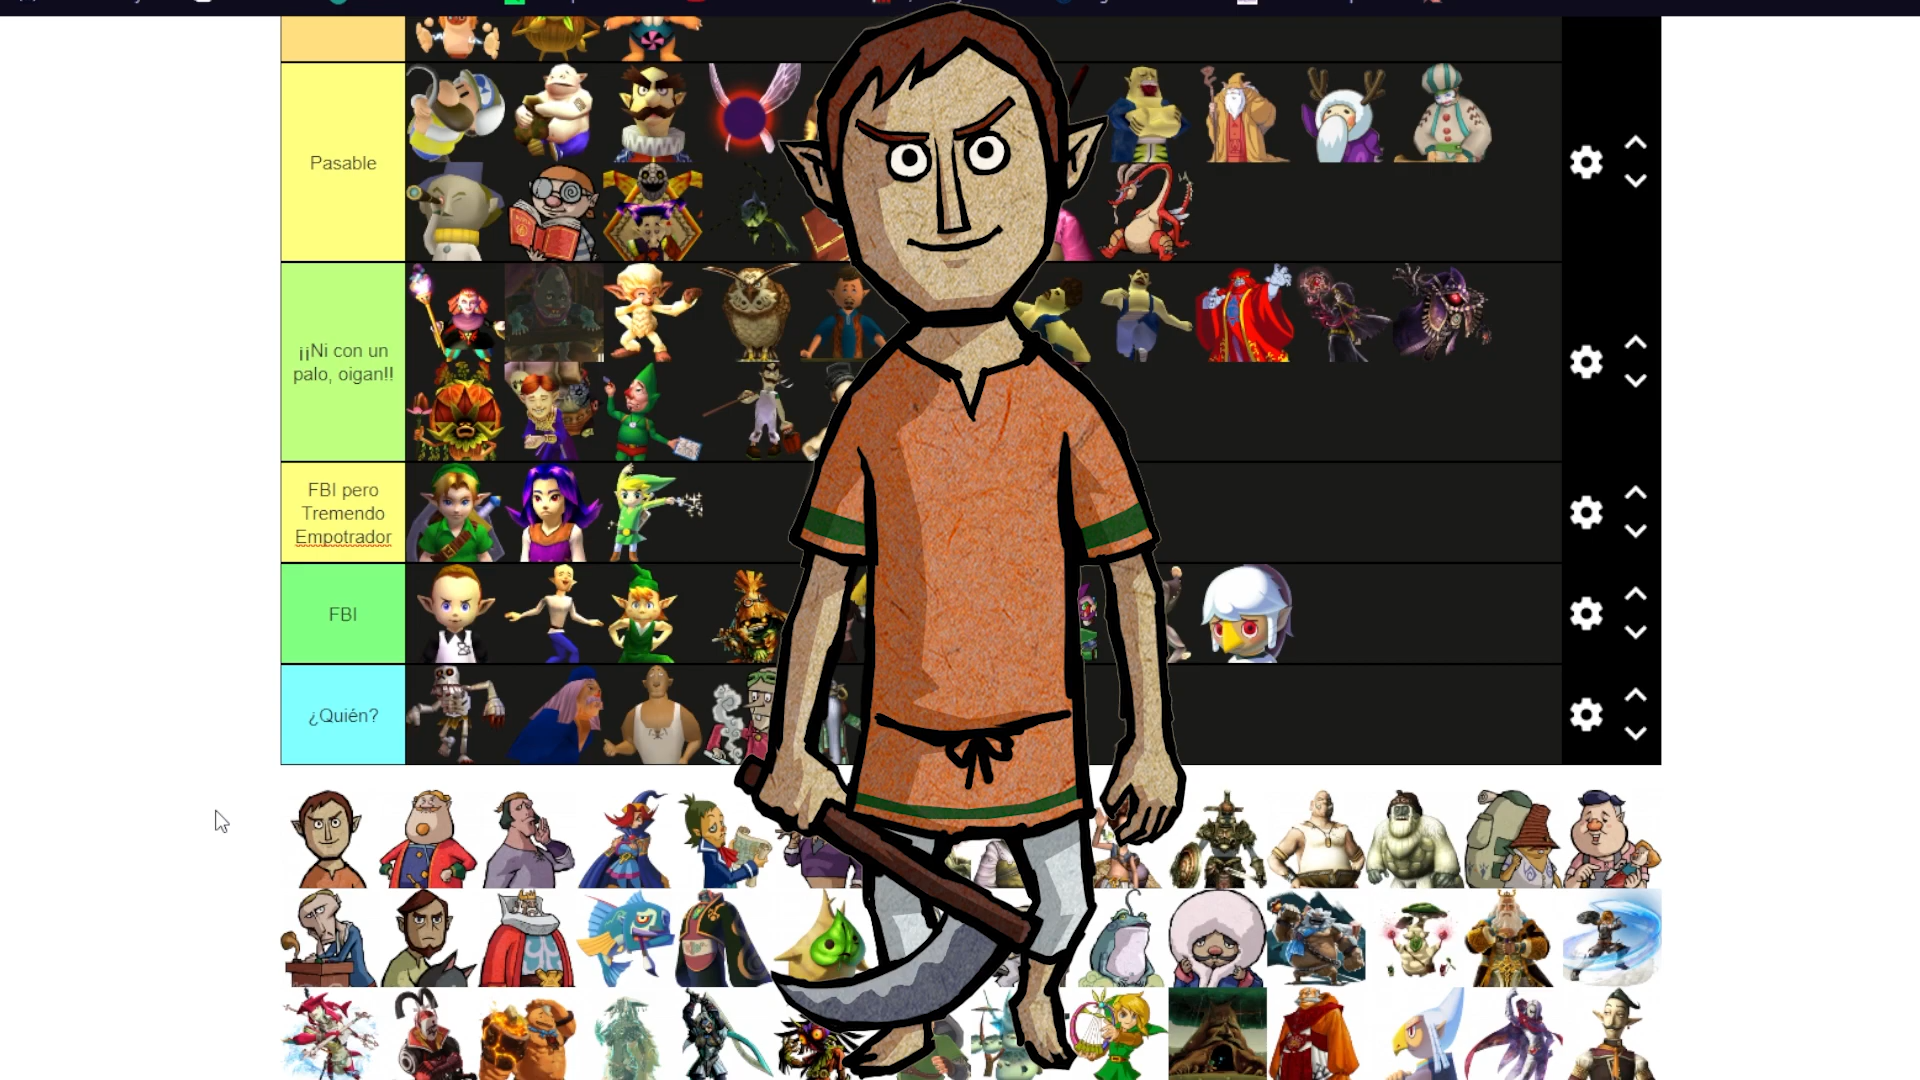 Pasable
¡¡Ni con un
palo, oigan!!
FBI pero
Tremendo
Empotrador
FBI
¿Quién?